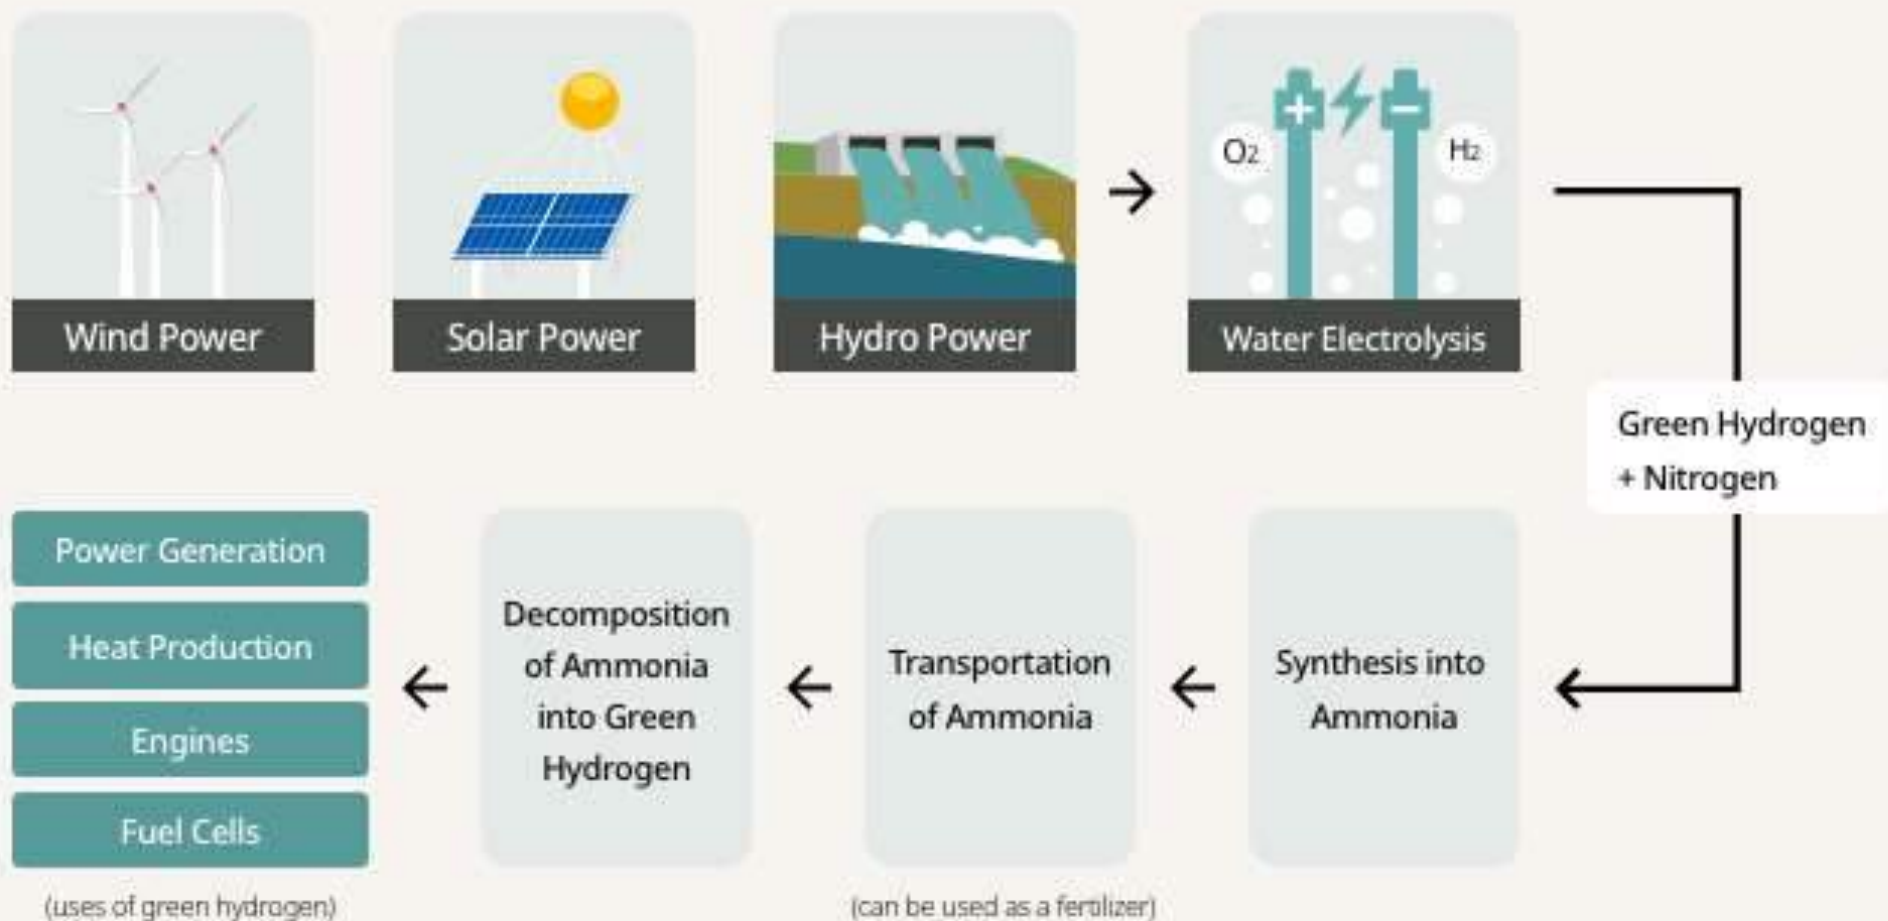 O2
H2
Wind Power
Solar Power
Hydro Power
Water Electrolysis
Green Hydrogen
+ Nitrogen
Synthesis into
Ammonia
Transportation
of Ammonia
(can be used as a fertilizer)
Decomposition
of Ammonia
into Green
Hydrogen
Power Generation
Heat Production
Engines
Fuel Cells
(uses of green hydrogen)